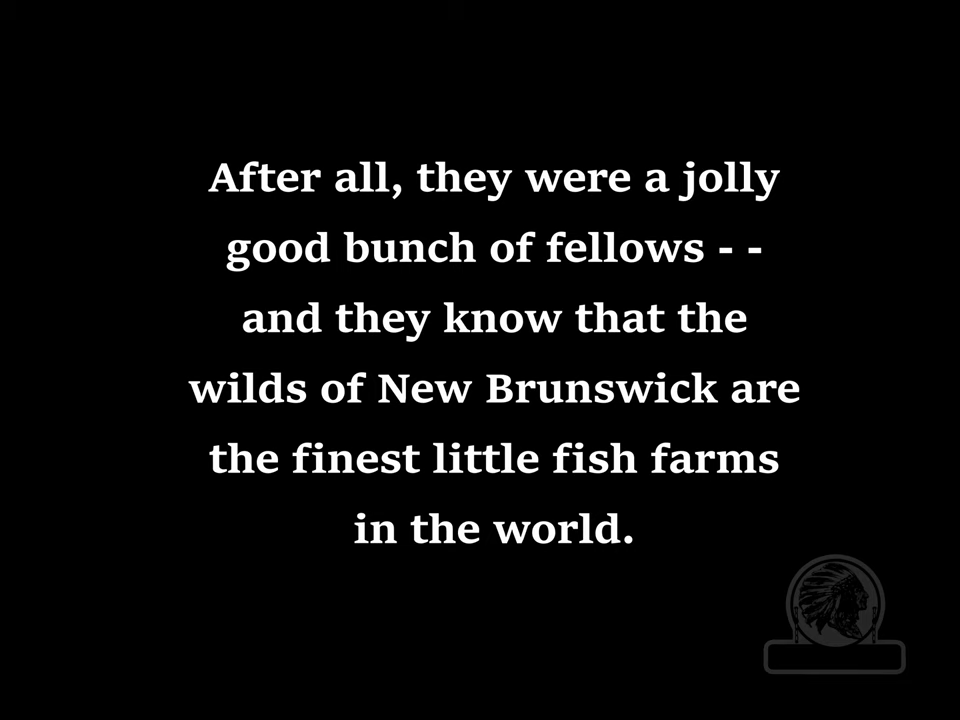 After all, they were a jolly
good bunch of fellows - -
and they know that the
wilds of New Brunswick are
the finest little fish farms
in the world.